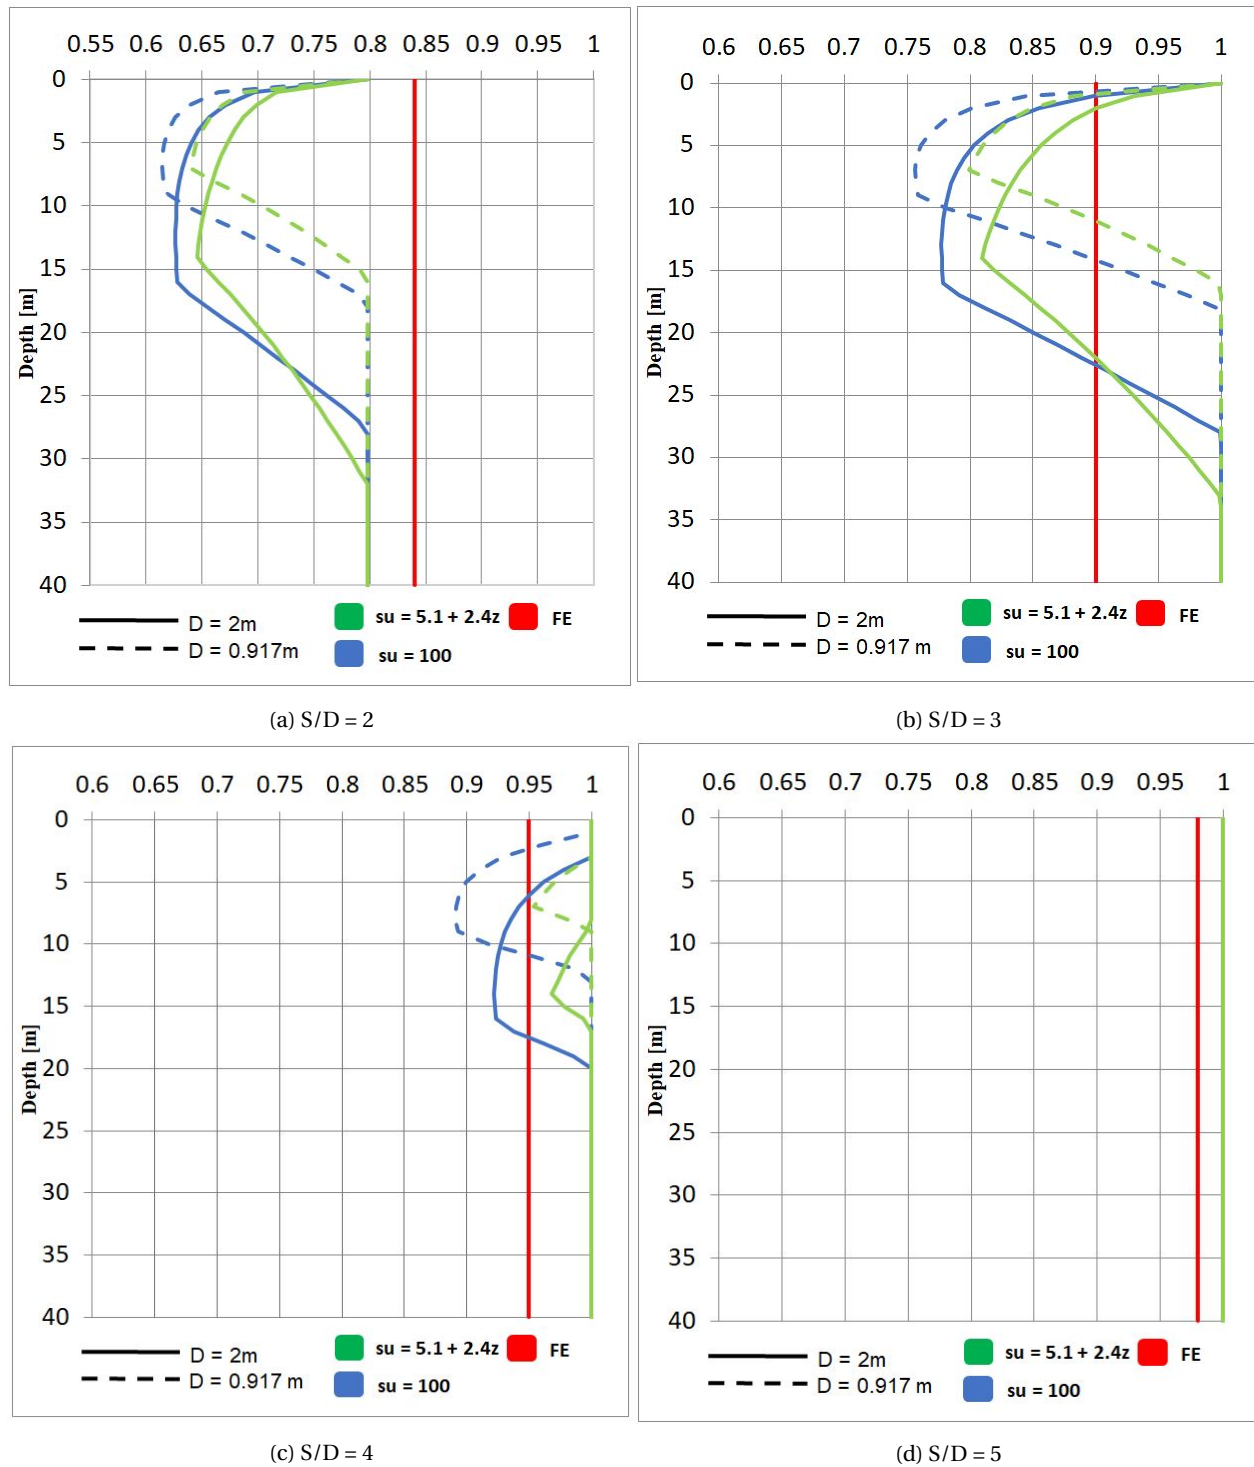 0.55 0.6 0.65 0.7 0.75 0.8 0.85 0.9 0.95 1
0
5
10
15
20
25
30
35
40
Depth [m]
D = 2m
D = 0.917m
su = 5.1 + 2.4z
FE
su = 100
(a) S/D = 2
0.6 0.65 0.7 0.75 0.8 0.85 0.9 0.95 1
0
5
10
15
20
25
30
35
40
Depth [m]
D = 2m
D = 0.917 m
su = 5.1 + 2.4z
FE
su = 100
(b) S/D = 3
0.6 0.65 0.7 0.75 0.8 0.85 0.9 0.95 1
0
5
10
15
20
25
30
35
40
Depth [m]
D = 2m
D = 0.917 m
su = 5.1 + 2.4z
FE
su = 100
(c) S/D = 4
0.6 0.65 0.7 0.75 0.8 0.85 0.9 0.95 1
0
5
10
15
20
25
30
35
40
Depth [m]
D = 2m
D = 0.917 m
su = 5.1 + 2.4z
FE
su = 100
(d) S/D = 5